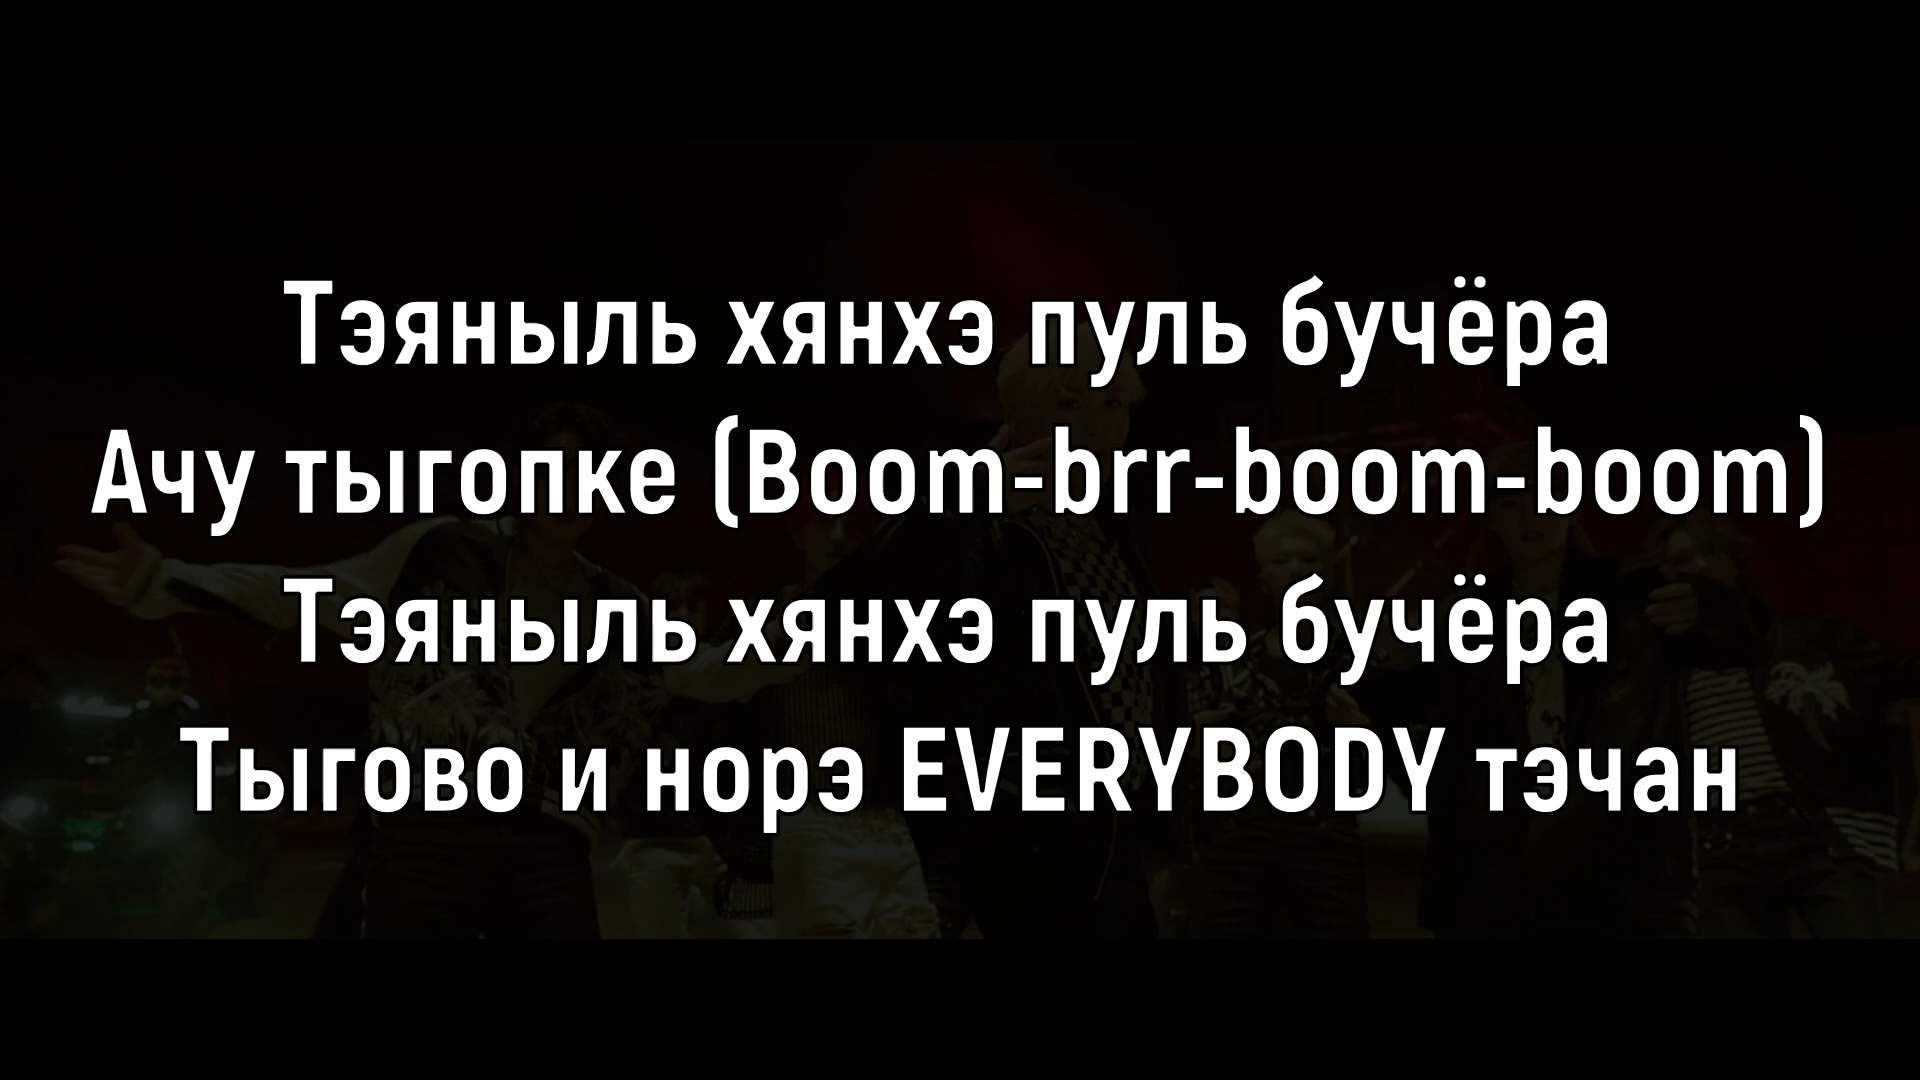 Тэяныль хянхэ пуль бучёра
Ачу тыгопке (Boom-brr-boom-boom)
Тэяныль хянхэ пуль бучёра
Тыгово и норэ EVERYBODY тэчан